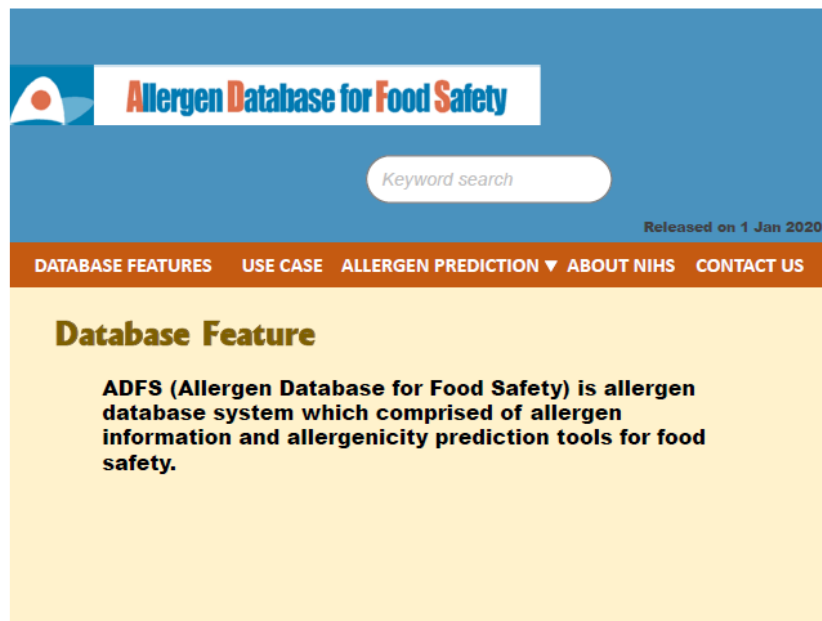 Allergen Database for Food Safety
Keyword search
Released on 1 Jan 2020
DATABASE FEATURES USE CASE ALLERGEN PREDICTION ▼ ABOUT NIHS CONTACT US
Database Feature
ADFS (Allergen Database for Food Safety) is allergen
database system which comprised of allergen
information and allergenicity prediction tools for food
safety.